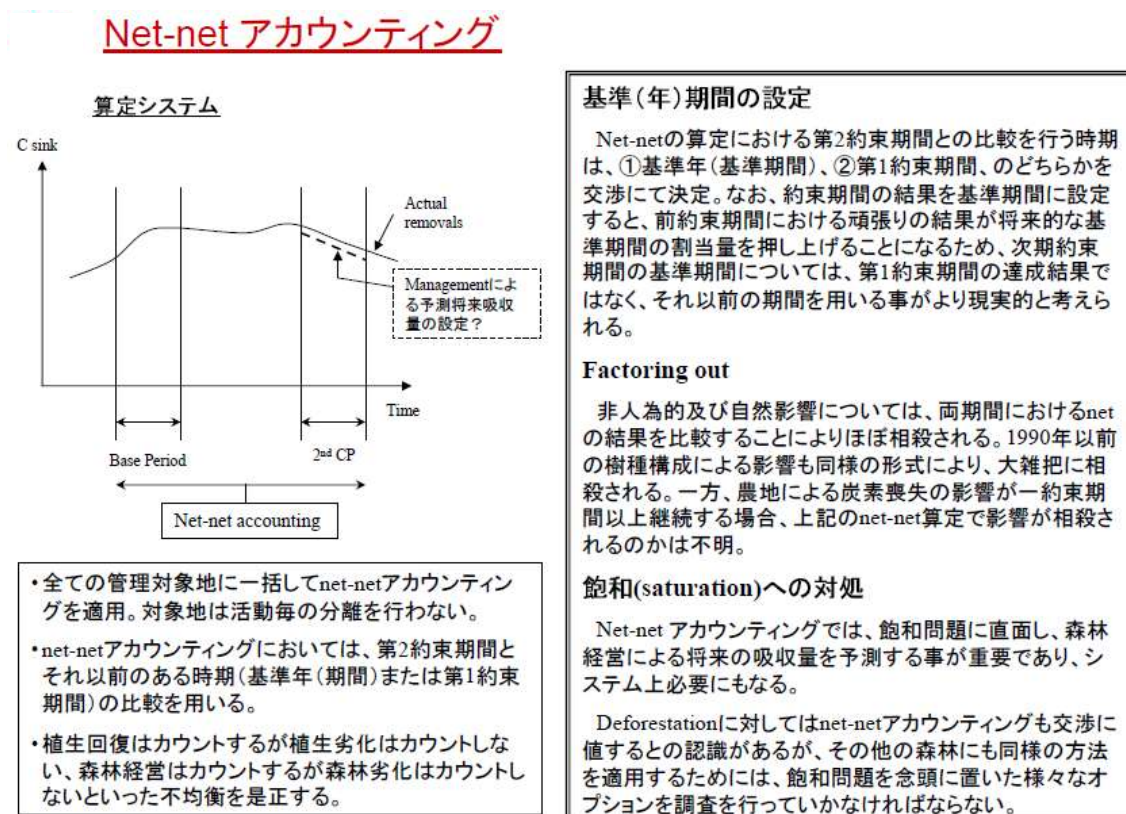 Net-net アカウンティング
算定システム
C sink
Actual
removals
Managementによ
る予測将来吸収
量の設定？
Time
Base Period
2nd CP
Net-net accounting
・全ての管理対象地に一括してnet-netアカウンティン
グを適用。対象地は活動毎の分離を行わない。
・net-netアカウンティングにおいては、第2約束期間と
それ以前のある時期（基準年（期間）または第1約束
期間）の比較を用いる。
・植生回復はカウントするが植生劣化はカウントしな
い、森林経営はカウントするが森林劣化はカウントし
ないといった不均衡を是正する。
基準（年）期間の設定
Net-netの算定における第2約束期間との比較を行う時期
は、①基準年（基準期間）、②第1約束期間、のどちらかを
交渉にて決定。なお、約束期間の結果を基準期間に設定
すると、前約束期間における頑張りの結果が将来的な基
準期間の割当量を押し上げることになるため、次期約束
期間の基準期間については、第1約束期間の達成結果で
はなく、それ以前の期間を用いる事がより現実的と考えら
れる。
Factoring out
非人為的及び自然影響については、両期間におけるnet
の結果を比較することによりほぼ相殺される。1990年以前
の樹種構成による影響も同様の形式により、大雑把に相
殺される。一方、農地による炭素喪失の影響が一約束期
間以上継続する場合、上記のnet-net算定で影響が相殺さ
れるのかは不明。
飽和(saturation)への対処
Net-net アカウンティングでは、飽和問題に直面し、森林
経営による将来の吸収量を予測する事が重要であり、シ
ステム上必要にもなる。
Deforestationに対してはnet-netアカウンティングも交渉に
値するとの認識があるが、その他の森林にも同様の方法
を適用するためには、飽和問題を念頭に置いた様々なオ
プションを調査を行っていかなければならない。